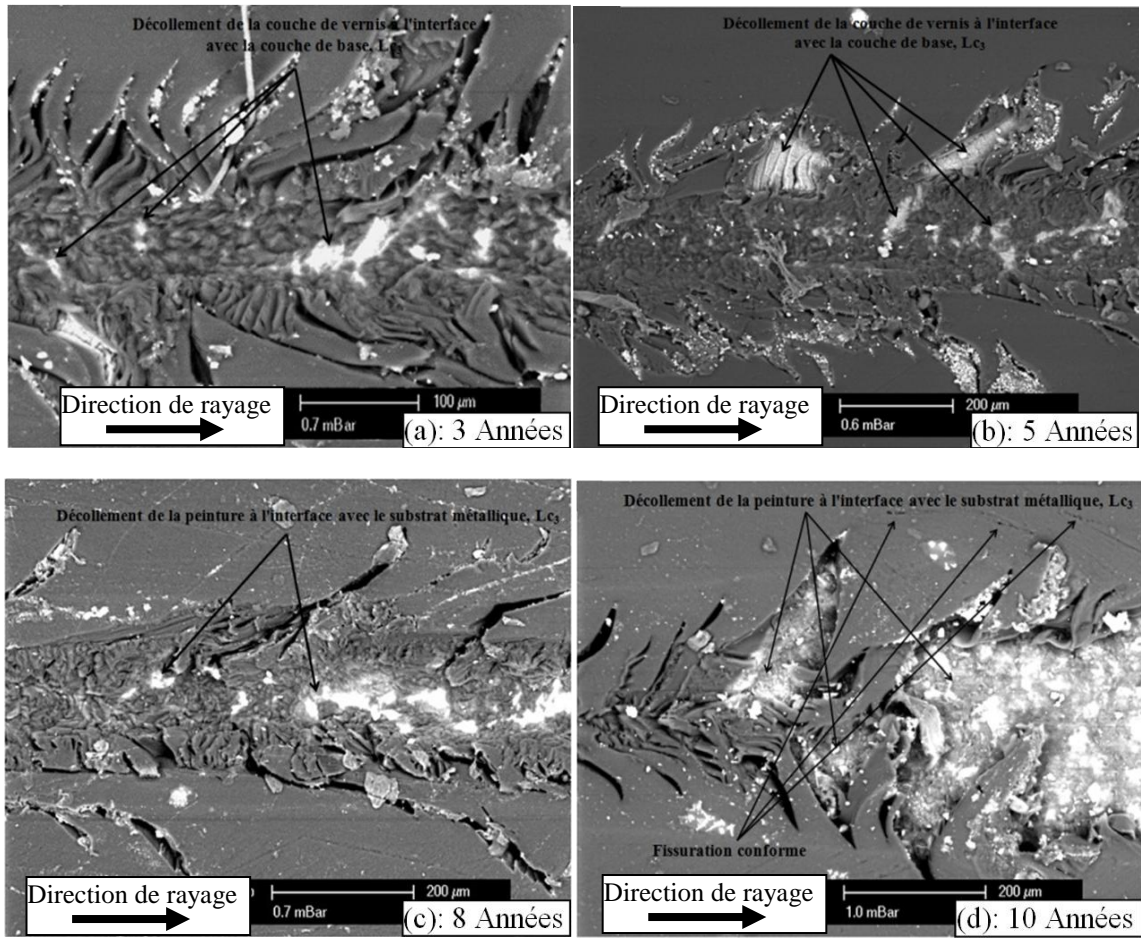 Décollement de la couche de vernis à l'interface
avec la couche de base, Lc₃
Direction de rayage
100 µm
0.7 mBar
(a): 3 Années
Décollement de la couche de vernis à l'interface
avec la couche de base, Lc₃
Direction de rayage
200 µm
0.6 mBar
(b): 5 Années
Décollement de la peinture à l'interface avec le substrat métallique, Lc₃
Direction de rayage
200 µm
0.7 mBar
(c): 8 Années
Décollement de la peinture à l'interface avec le substrat métallique, Lc₃
Fissuration conforme
Direction de rayage
200 µm
1.0 mBar
(d): 10 Années